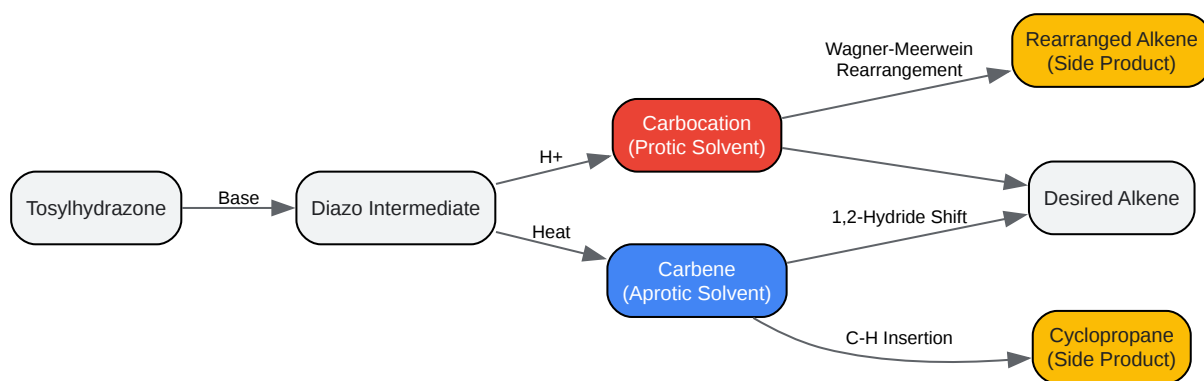 Tosylhydrazone
Base
Diazo Intermediate
H+
Heat
Carbocation
(Protic Solvent)
Carbene
(Aprotic Solvent)
Wagner-Meerwein
Rearrangement
1,2-Hydride Shift
C-H Insertion
Rearranged Alkene
(Side Product)
Desired Alkene
Cyclopropane
(Side Product)